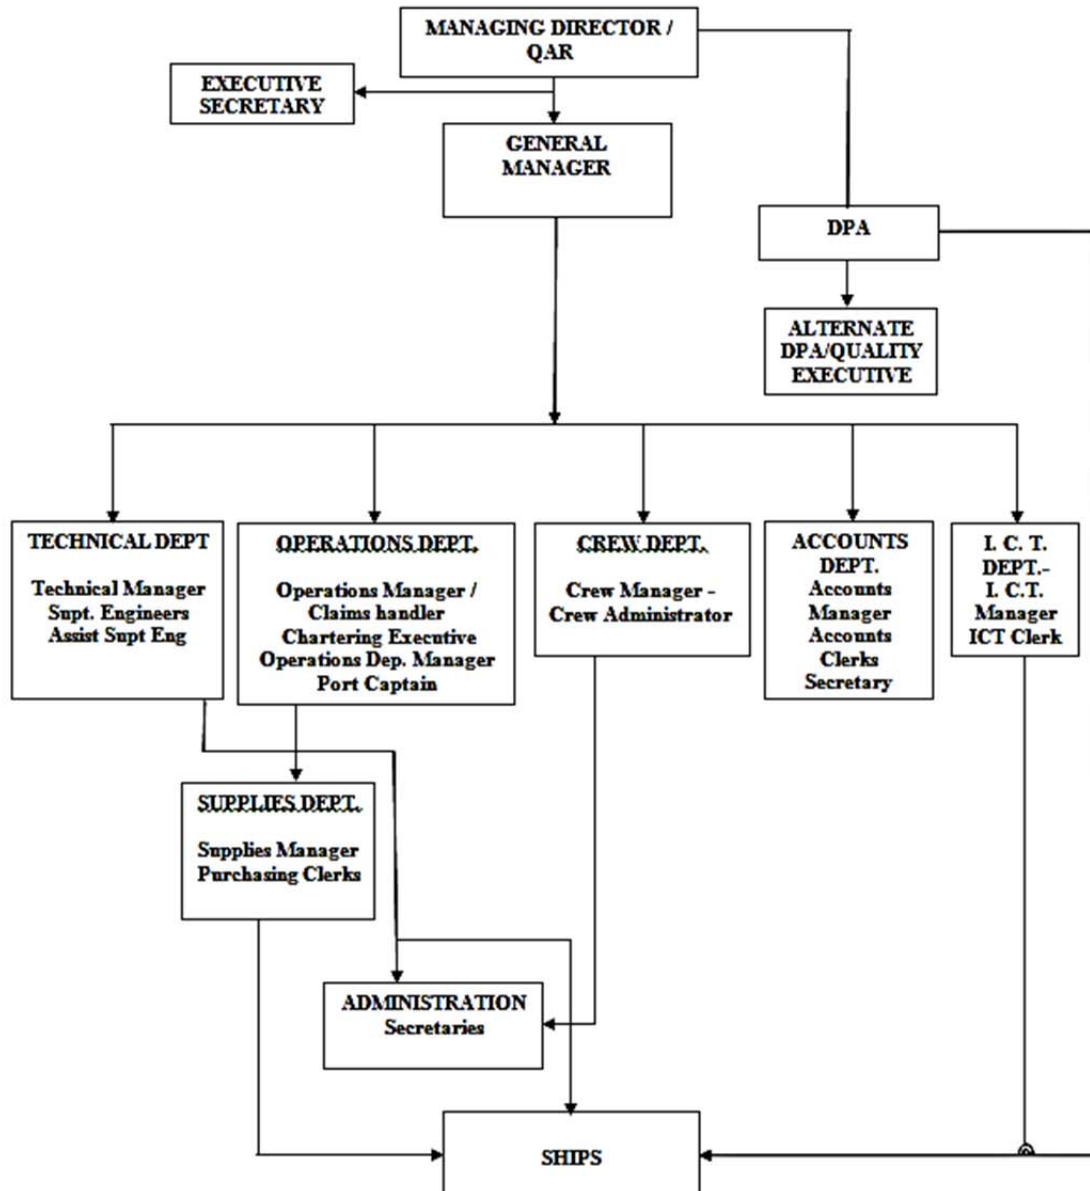 MANAGING DIRECTOR /
QAR
EXECUTIVE
SECRETARY
GENERAL
MANAGER
DPA
ALTERNATE
DPA/QUALITY
EXECUTIVE
TECHNICAL DEPT
Technical Manager
Supt. Engineers
Assist Supt Eng
OPERATIONS DEPT.
Operations Manager /
Claims handler
Chartering Executive
Operations Dep. Manager
Port Captain
CREW DEPT.
Crew Manager –
Crew Administrator
ACCOUNTS
DEPT.
Accounts
Manager
Accounts
Clerks
Secretary
I. C. T.
DEPT.-
I. C.T.
Manager
ICT Clerk
SUPPLIES DEPT.
Supplies Manager
Purchasing Clerks
ADMINISTRATION
Secretaries
SHIPS